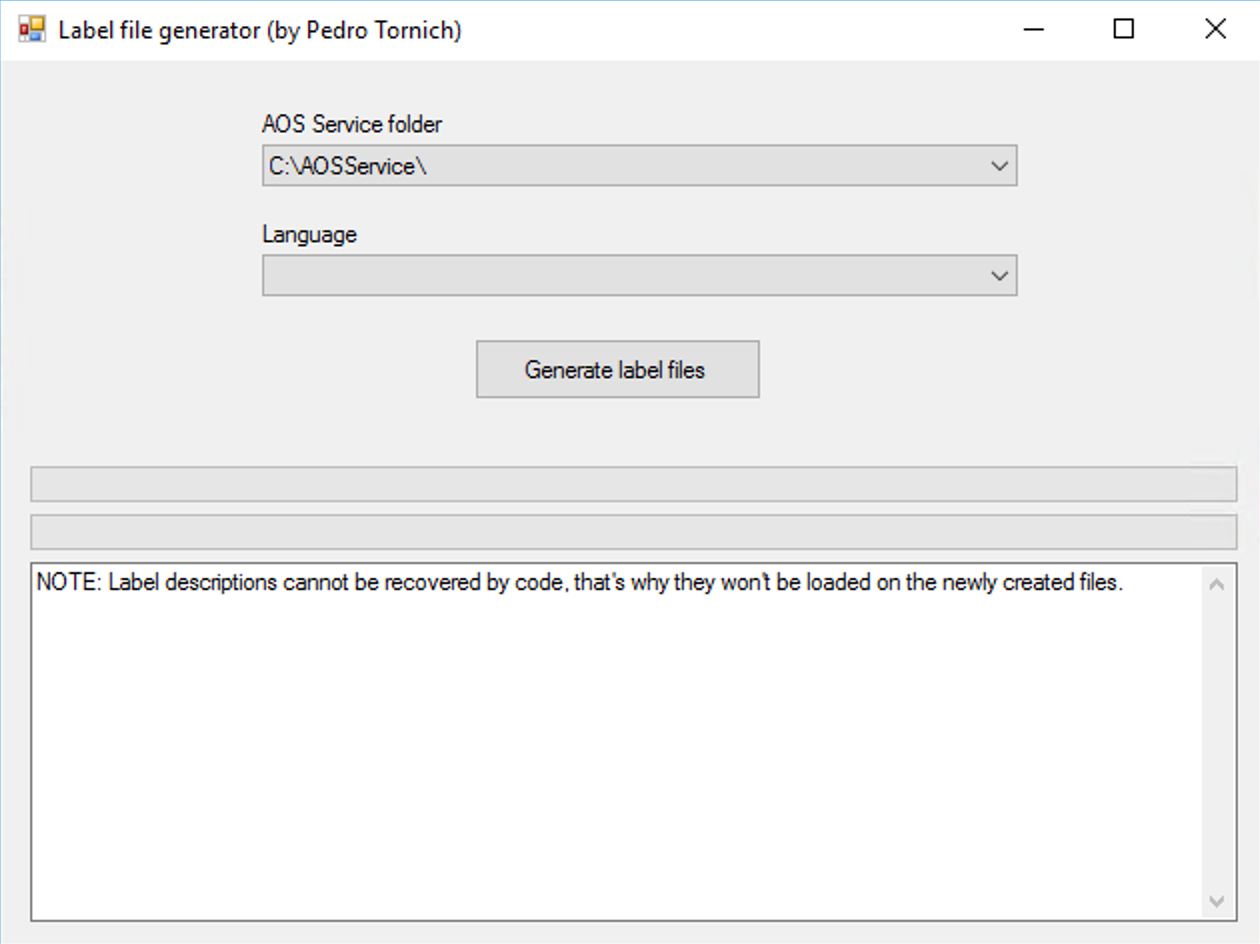 Label file generator (by Pedro Tornich)
AOS Service folder
C:\AOSService\
Language
Generate label files
NOTE: Label descriptions cannot be recovered by code, that's why they won't be loaded on the newly created files.